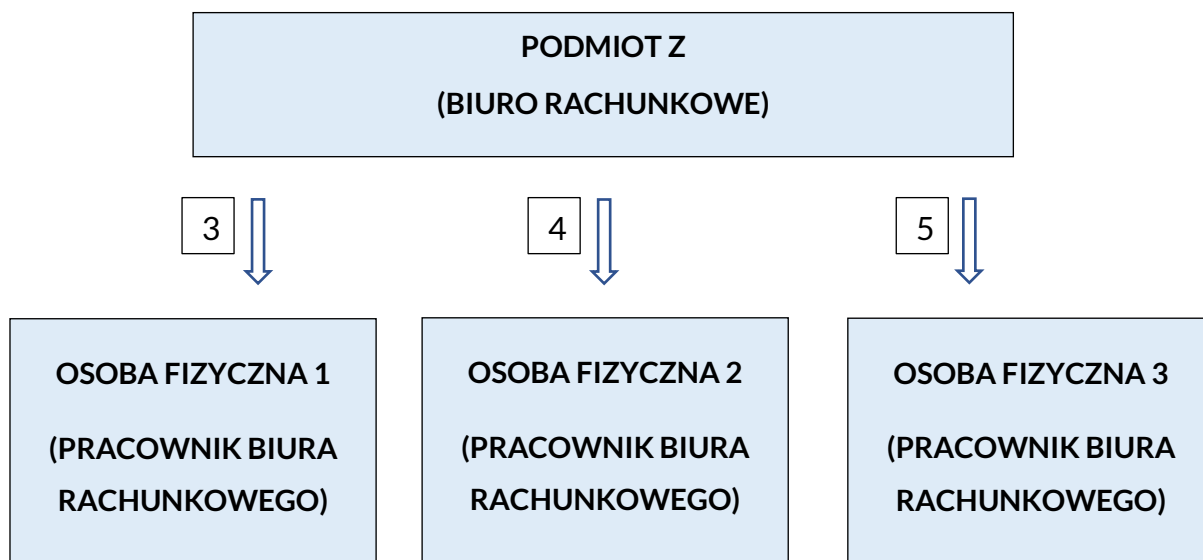 PODMIOT Z
(BIURO RACHUNKOWE)
3
4
5
OSOBA FIZYCZNA 1
(PRACOWNIK BIURA
RACHUNKOWEGO)
OSOBA FIZYCZNA 2
(PRACOWNIK BIURA
RACHUNKOWEGO)
OSOBA FIZYCZNA 3
(PRACOWNIK BIURA
RACHUNKOWEGO)